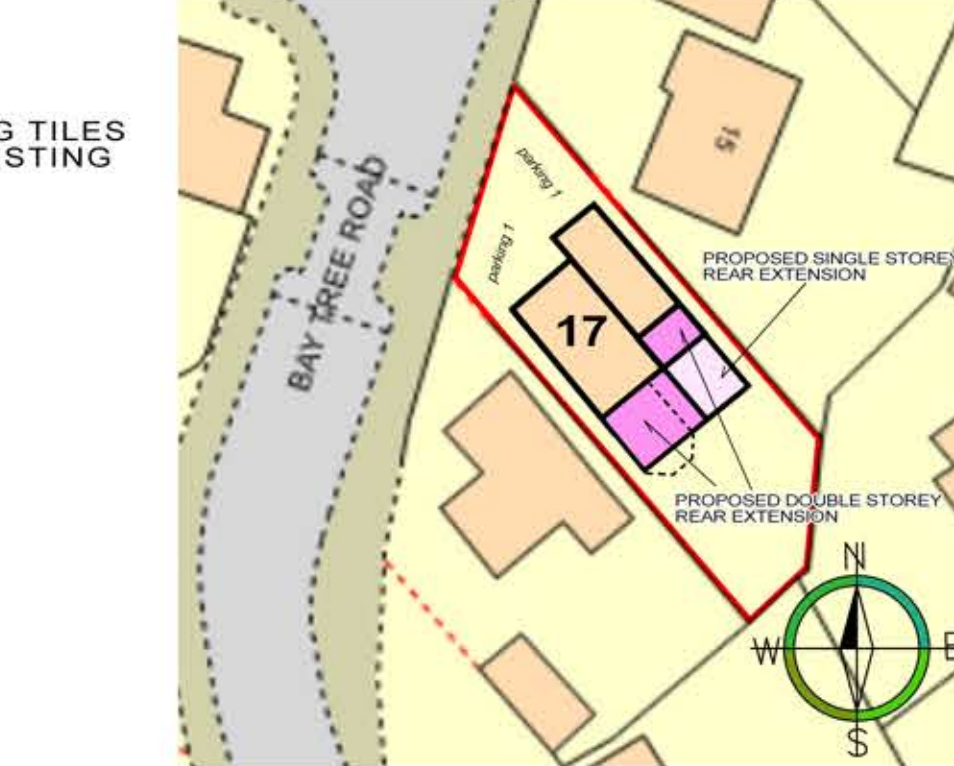 G TILES
STING
BAY TREE ROAD
parking 1
parking 1
15
17
PROPOSED SINGLE STOREY
REAR EXTENSION
PROPOSED DOUBLE STOREY
REAR EXTENSION
N
W
E
S